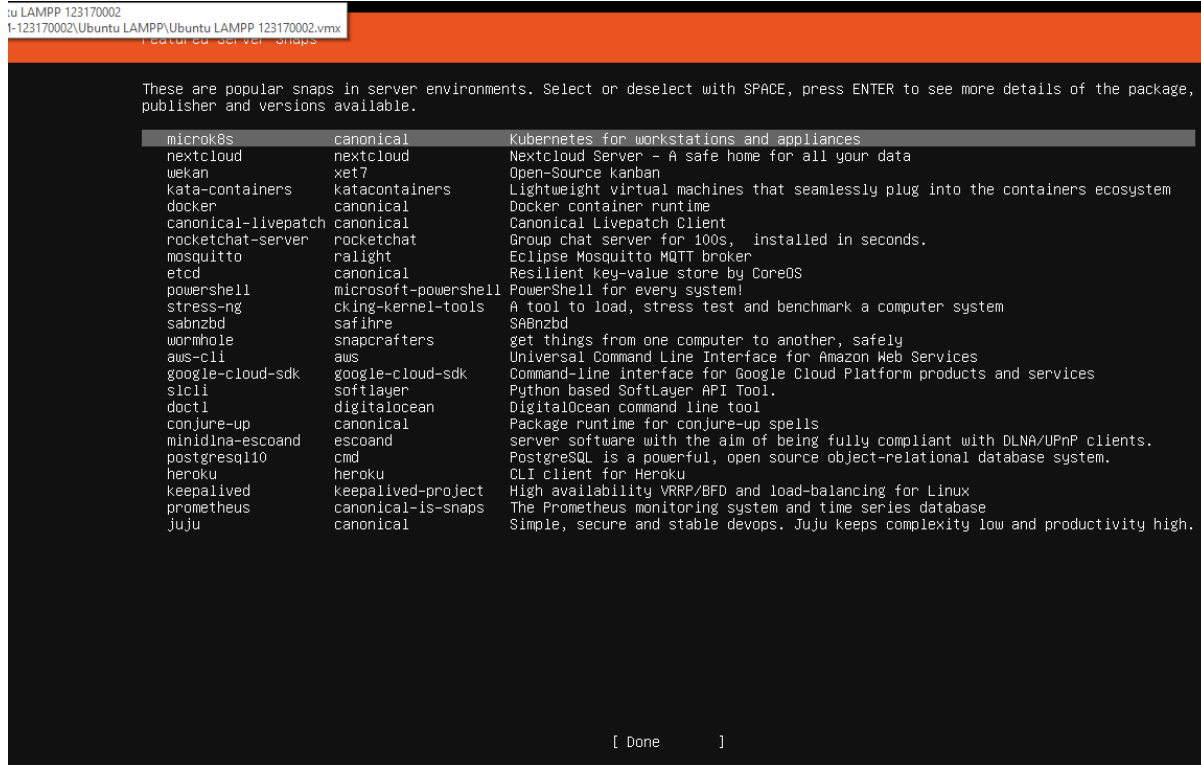 tu LAMPP 123170002
M-123170002\Ubuntu LAMPP\Ubuntu LAMPP 123170002.vmx
Featured Server Snaps
These are popular snaps in server environments. Select or deselect with SPACE, press ENTER to see more details of the package,
publisher and versions available.
microk8s canonical Kubernetes for workstations and appliances
nextcloud nextcloud Nextcloud Server - A safe home for all your data
wekan xet7 Open-Source kanban
kata-containers katacontainers Lightweight virtual machines that seamlessly plug into the containers ecosystem
docker canonical Docker container runtime
canonical-livepatch canonical Canonical Livepatch Client
rocketchat-server rocketchat Group chat server for 100s, installed in seconds.
mosquitto ralight Eclipse Mosquitto MQTT broker
etcd canonical Resilient key-value store by CoreOS
powershell microsoft-powershell PowerShell for every system!
stress-ng cking-kernel-tools A tool to load, stress test and benchmark a computer system
sabnzbd safihre SABnzbd
wormhole snapcrafters get things from one computer to another, safely
aws-cli aws Universal Command Line Interface for Amazon Web Services
google-cloud-sdk google-cloud-sdk Command-line interface for Google Cloud Platform products and services
slcli softlayer Python based SoftLayer API Tool.
doctl digitalocean DigitalOcean command line tool
conjure-up canonical Package runtime for conjure-up spells
minidlna-escoand escoand server software with the aim of being fully compliant with DLNA/UPnP clients.
postgresql10 cmd PostgreSQL is a powerful, open source object-relational database system.
heroku heroku CLI client for Heroku
keepalived keepalived-project High availability VRRP/BFD and load-balancing for Linux
prometheus canonical-is-snaps The Prometheus monitoring system and time series database
juju canonical Simple, secure and stable devops. Juju keeps complexity low and productivity high.
[ Done ]